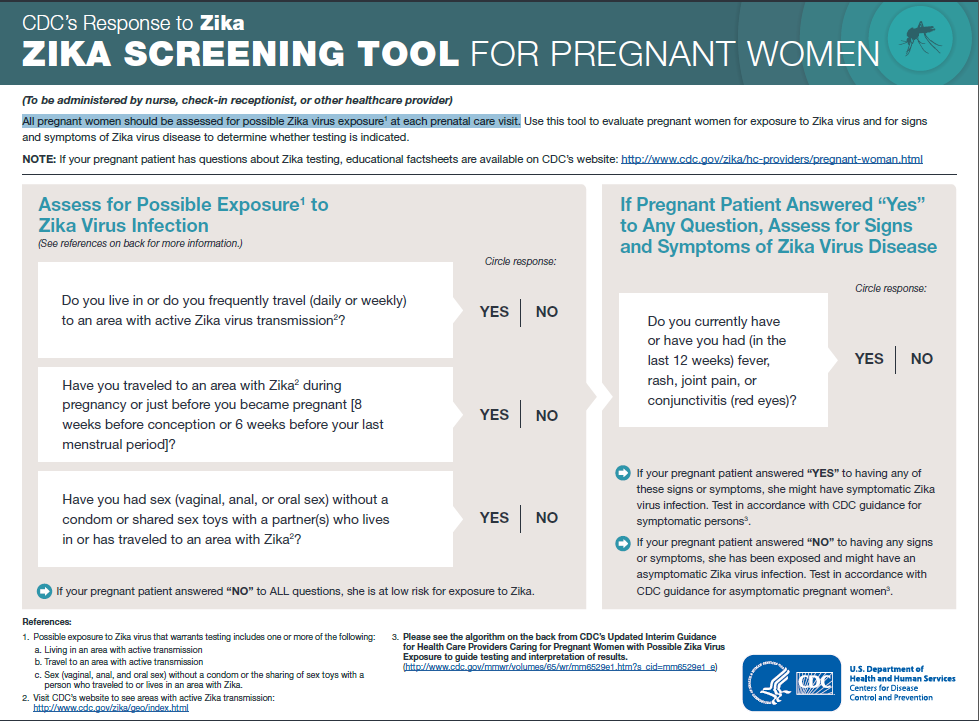 CDC's Response to Zika
ZIKA SCREENING TOOL FOR PREGNANT WOMEN
(To be administered by nurse, check-in receptionist, or other healthcare provider)
All pregnant women should be assessed for possible Zika virus exposure¹ at each prenatal care visit. Use this tool to evaluate pregnant women for exposure to Zika virus and for signs
and symptoms of Zika virus disease to determine whether testing is indicated.
NOTE: If your pregnant patient has questions about Zika testing, educational factsheets are available on CDC's website: http://www.cdc.gov/zika/hc-providers/pregnant-woman.html
Assess for Possible Exposure¹ to
Zika Virus Infection
(See references on back for more information.)
Circle response:
Do you live in or do you frequently travel (daily or weekly)
to an area with active Zika virus transmission²?
YES | NO
Have you traveled to an area with Zika² during
pregnancy or just before you became pregnant [8
weeks before conception or 6 weeks before your last
menstrual period]?
YES | NO
Have you had sex (vaginal, anal, or oral sex) without a
condom or shared sex toys with a partner(s) who lives
in or has traveled to an area with Zika²?
YES | NO
If your pregnant patient answered "NO" to ALL questions, she is at low risk for exposure to Zika.
If Pregnant Patient Answered "Yes"
to Any Question, Assess for Signs
and Symptoms of Zika Virus Disease
Circle response:
Do you currently have
or have you had (in the
last 12 weeks) fever,
rash, joint pain, or
conjunctivitis (red eyes)?
YES | NO
If your pregnant patient answered "YES" to having any of
these signs or symptoms, she might have symptomatic Zika
virus infection. Test in accordance with CDC guidance for
symptomatic persons³.
If your pregnant patient answered "NO" to having any signs
or symptoms, she has been exposed and might have an
asymptomatic Zika virus infection. Test in accordance with
CDC guidance for asymptomatic pregnant women³.
References:
1. Possible exposure to Zika virus that warrants testing includes one or more of the following:
a. Living in an area with active transmission
b. Travel to an area with active transmission
c. Sex (vaginal, anal, and oral sex) without a condom or the sharing of sex toys with a
person who traveled to or lives in an area with Zika.
2. Visit CDC's website to see areas with active Zika transmission:
http://www.cdc.gov/zika/geo/index.html
3. Please see the algorithm on the back from CDC's Updated Interim Guidance
for Health Care Providers Caring for Pregnant Women with Possible Zika Virus
Exposure to guide testing and interpretation of results.
(http://www.cdc.gov/mmwr/volumes/65/wr/mm6529e1.htm?s_cid=mm6529e1_e)
CDC
U.S. Department of
Health and Human Services
Centers for Disease
Control and Prevention